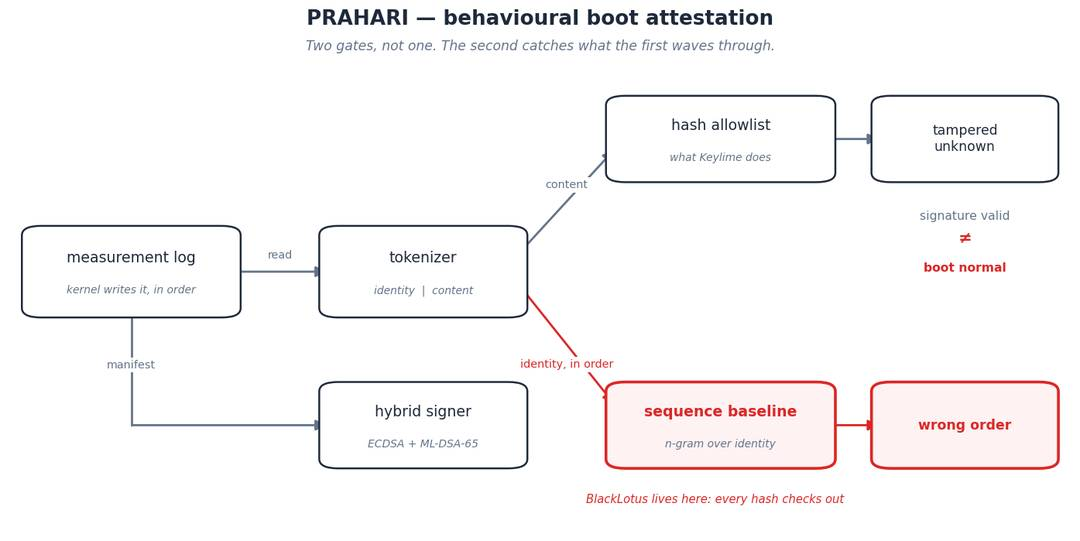 PRAHARI — behavioural boot attestation
Two gates, not one. The second catches what the first waves through.
hash allowlist
what Keylime does
tampered
unknown
content
signature valid
≠
boot normal
measurement log
kernel writes it, in order
read
tokenizer
identity | content
manifest
identity, in order
hybrid signer
ECDSA + ML-DSA-65
sequence baseline
n-gram over identity
wrong order
BlackLotus lives here: every hash checks out